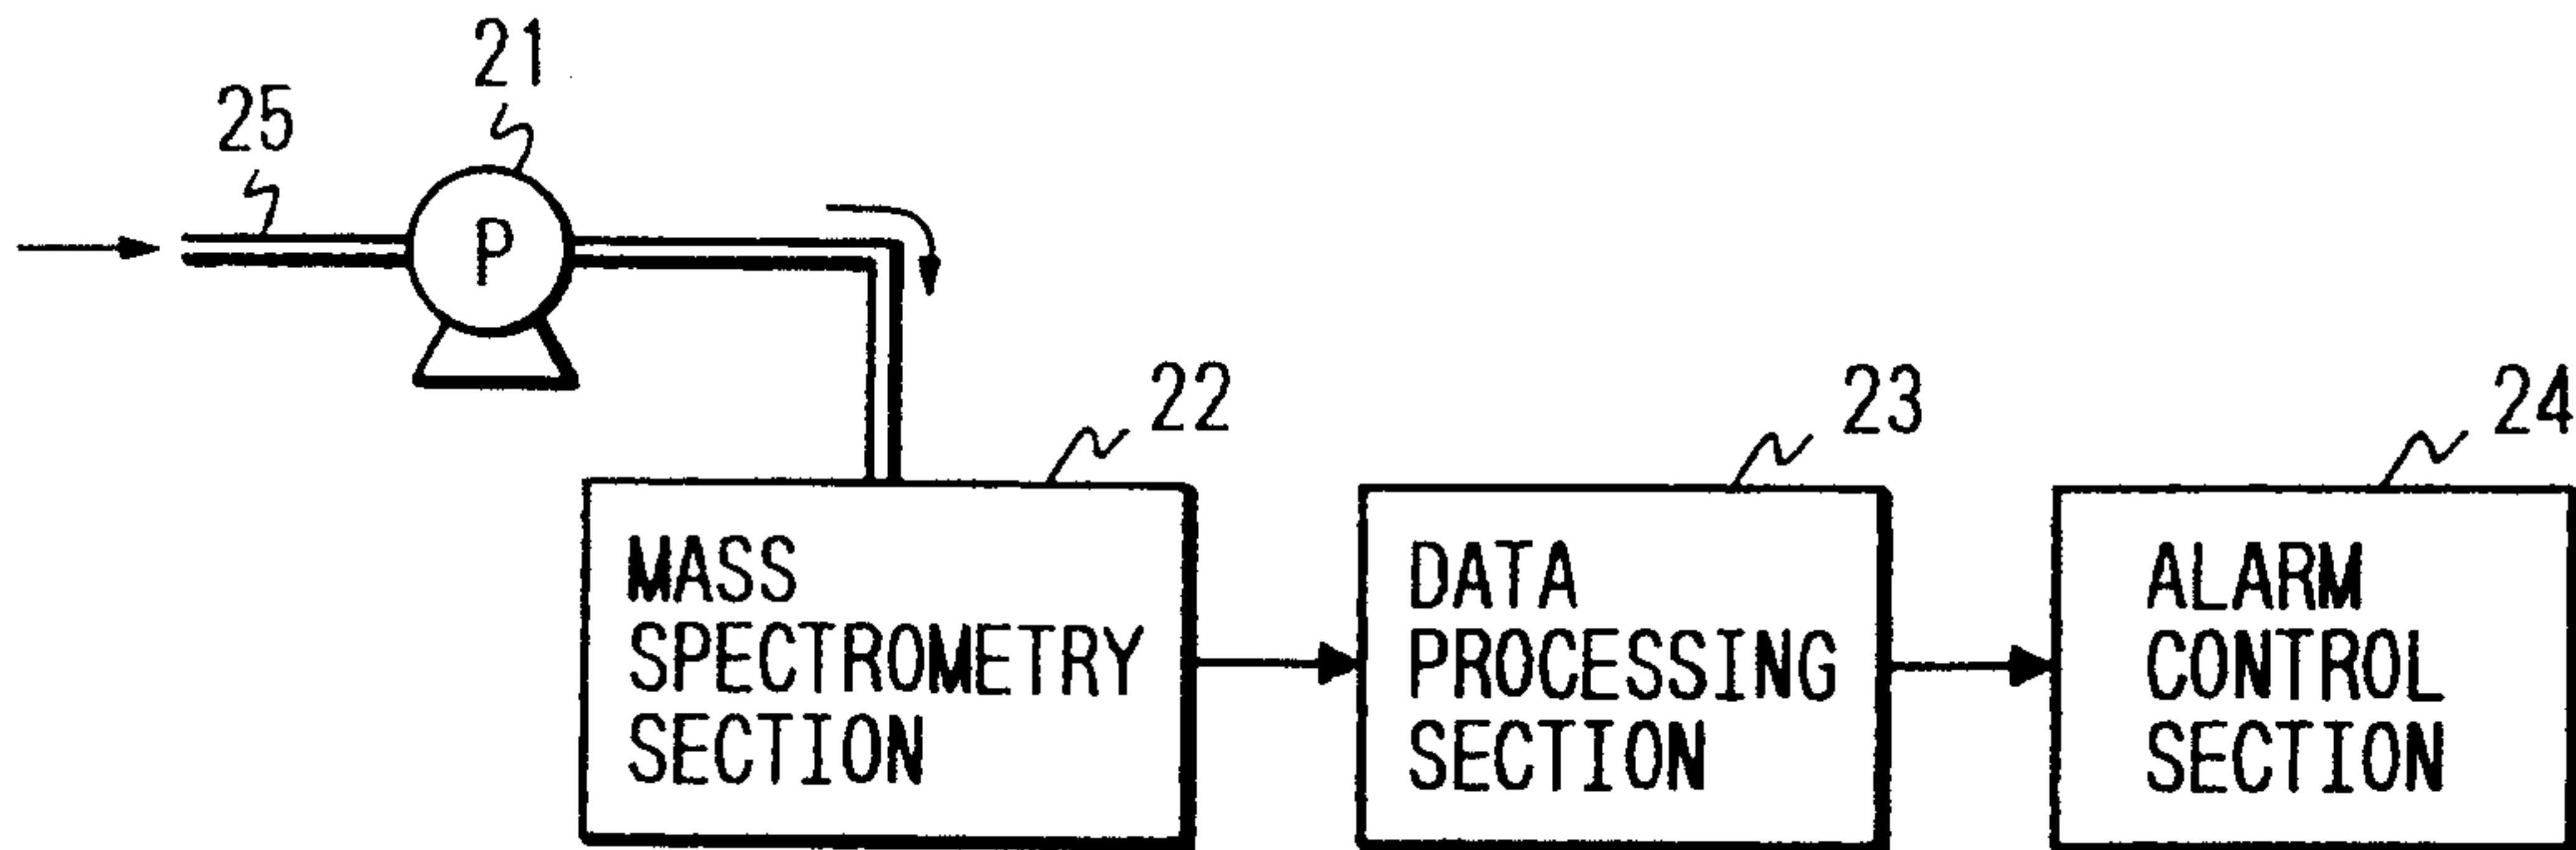 21
25
P
22
23
24
MASS
SPECTROMETRY
SECTION
DATA
PROCESSING
SECTION
ALARM
CONTROL
SECTION